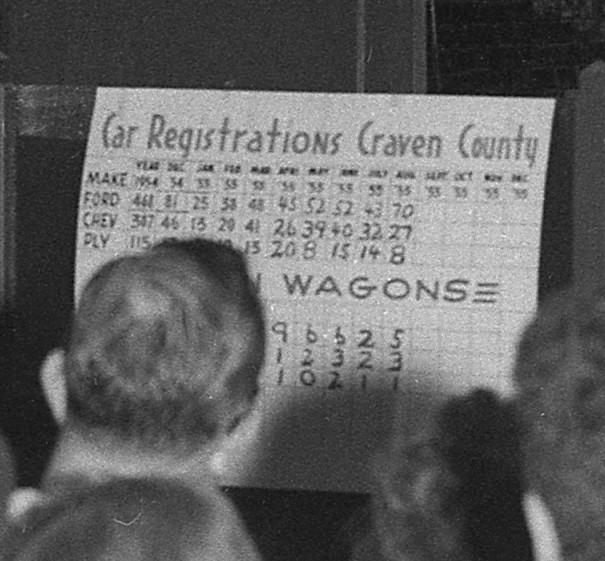 Car Registrations Craven County
YEAR DEC JAN FEB MAR APRI MAY JUNE JULY AUG SEPT OCT NOV DEC
MAKE 1954 54 55 55 55 55 55 55 55 55 55 55 55 55
FORD 461 81 25 38 48 45 52 52 43 70
CHEV 347 46 13 20 41 26 39 40 32 27
PLY 115 13 20 8 15 14 8
N WAGONS
9 6 6 2 5
1 2 3 2 3
1 0 2 1 1